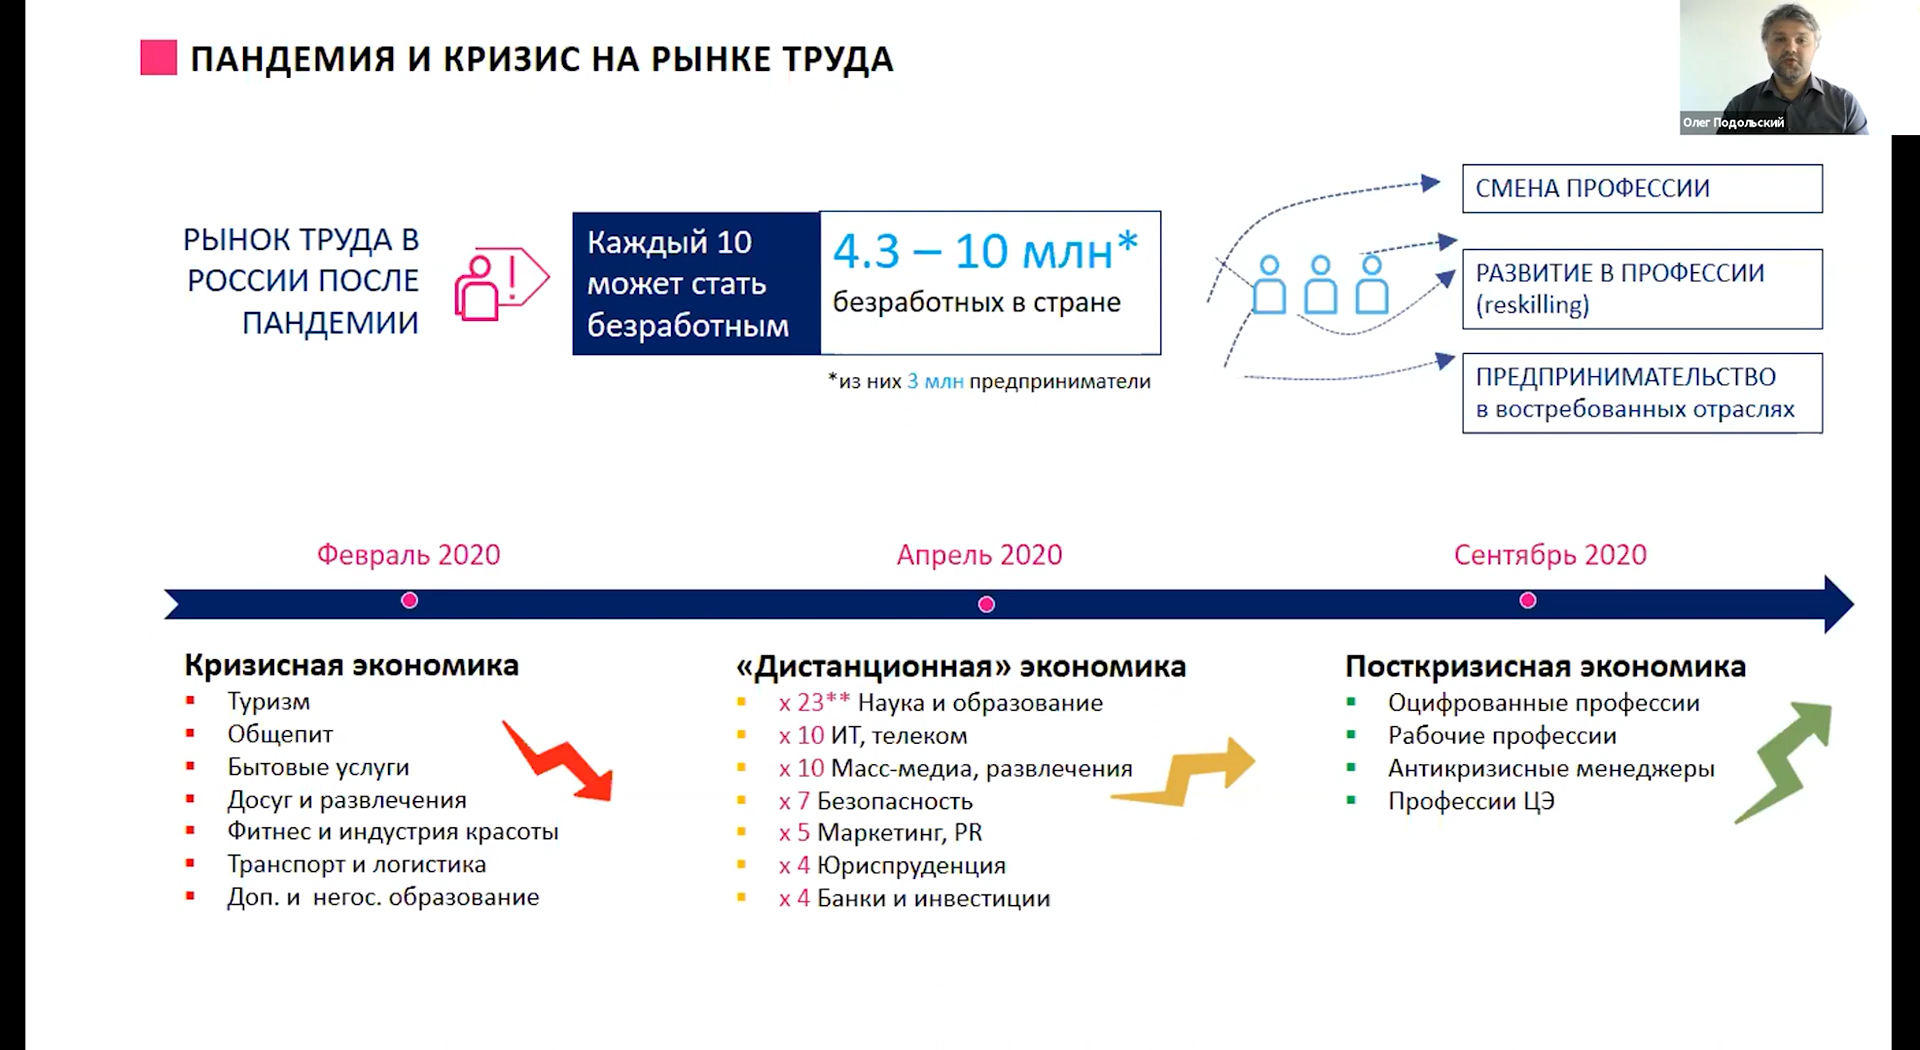 ПАНДЕМИЯ И КРИЗИС НА РЫНКЕ ТРУДА
Олег Подольский
РЫНОК ТРУДА В
РОССИИ ПОСЛЕ
ПАНДЕМИИ
!
Каждый 10
может стать
безработным
4.3 – 10 млн*
безработных в стране
*из них 3 млн предприниматели
СМЕНА ПРОФЕССИИ
РАЗВИТИЕ В ПРОФЕССИИ
(reskilling)
ПРЕДПРИНИМАТЕЛЬСТВО
в востребованных отраслях
Февраль 2020
Апрель 2020
Сентябрь 2020
Кризисная экономика
Туризм
Общепит
Бытовые услуги
Досуг и развлечения
Фитнес и индустрия красоты
Транспорт и логистика
Доп. и негос. образование
«Дистанционная» экономика
х 23** Наука и образование
х 10 ИТ, телеком
х 10 Масс-медиа, развлечения
х 7 Безопасность
х 5 Маркетинг, PR
х 4 Юриспруденция
х 4 Банки и инвестиции
Посткризисная экономика
Оцифрованные профессии
Рабочие профессии
Антикризисные менеджеры
Профессии ЦЭ